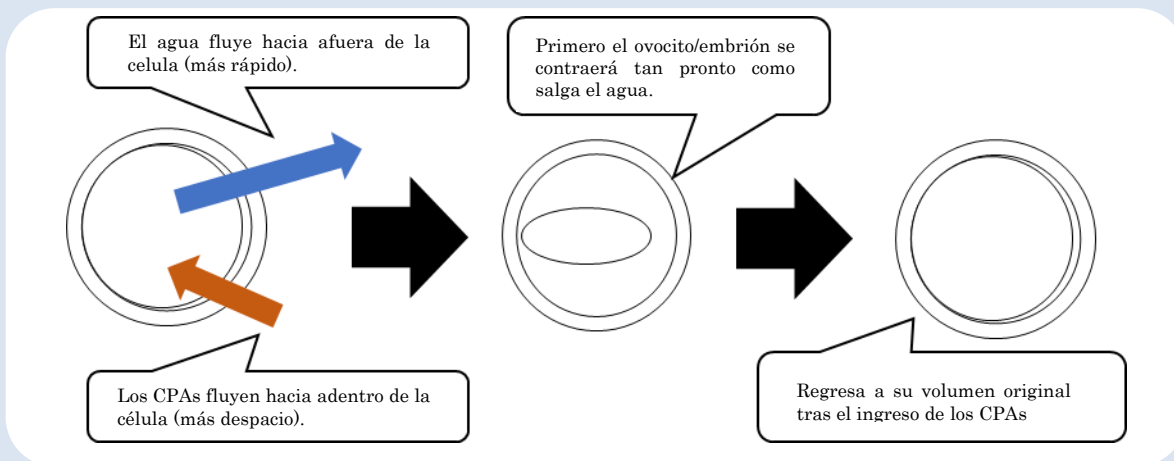 El agua fluye hacia afuera de la
celula (más rápido).
Primero el ovocito/embrión se
contraerá tan pronto como
salga el agua.
Los CPAs fluyen hacia adentro de la
célula (más despacio).
Regresa a su volumen original
tras el ingreso de los CPAs